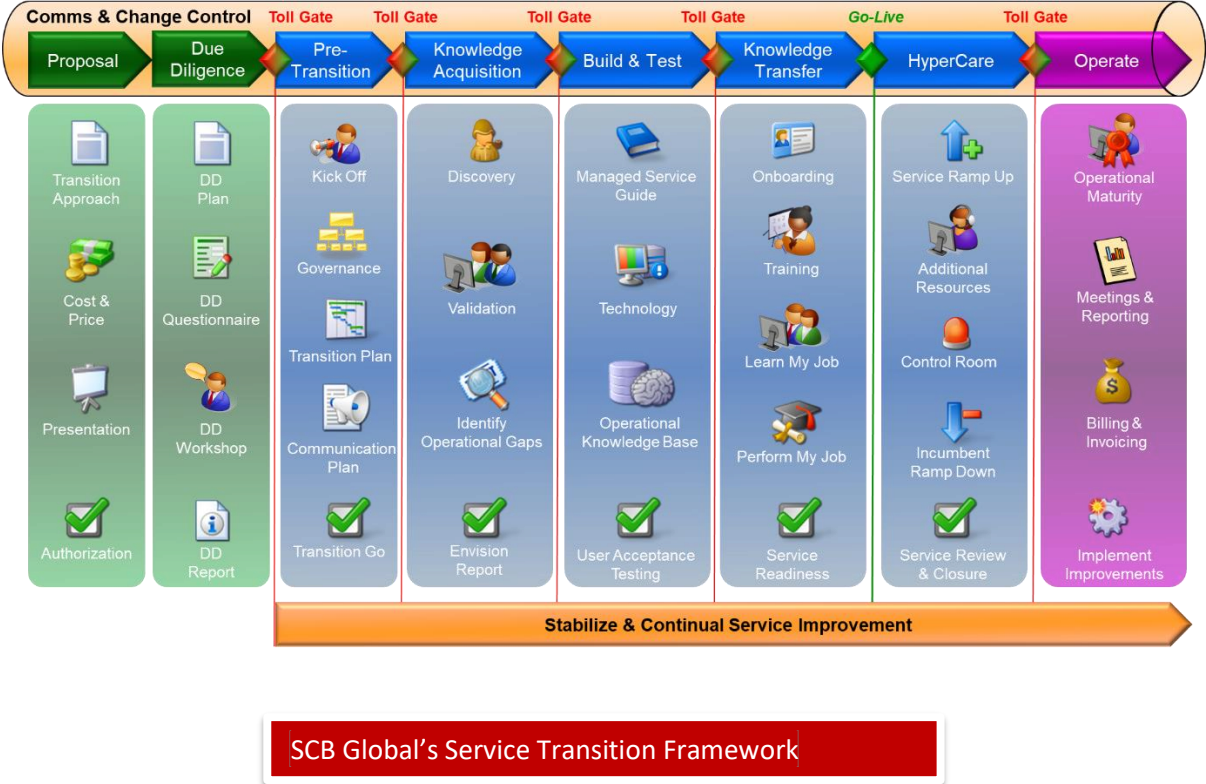 Comms & Change Control
Toll Gate
Toll Gate
Toll Gate
Toll Gate
Go-Live
Toll Gate
Proposal
Due
Diligence
Pre-
Transition
Knowledge
Acquisition
Build & Test
Knowledge
Transfer
HyperCare
Operate
Transition
Approach
Cost &
Price
Presentation
Authorization
DD
Plan
DD
Questionnaire
DD
Workshop
DD
Report
Kick Off
Governance
Transition Plan
Communication
Plan
Transition Go
Discovery
Validation
Identify
Operational Gaps
Envision
Report
Managed Service
Guide
Technology
Operational
Knowledge Base
User Acceptance
Testing
Onboarding
Training
Learn My Job
Perform My Job
Service
Readiness
Service Ramp Up
Additional
Resources
Control Room
Incumbent
Ramp Down
Service Review
& Closure
Operational
Maturity
Meetings &
Reporting
$
Billing &
Invoicing
Implement
Improvements
Stabilize & Continual Service Improvement
SCB Global’s Service Transition Framework